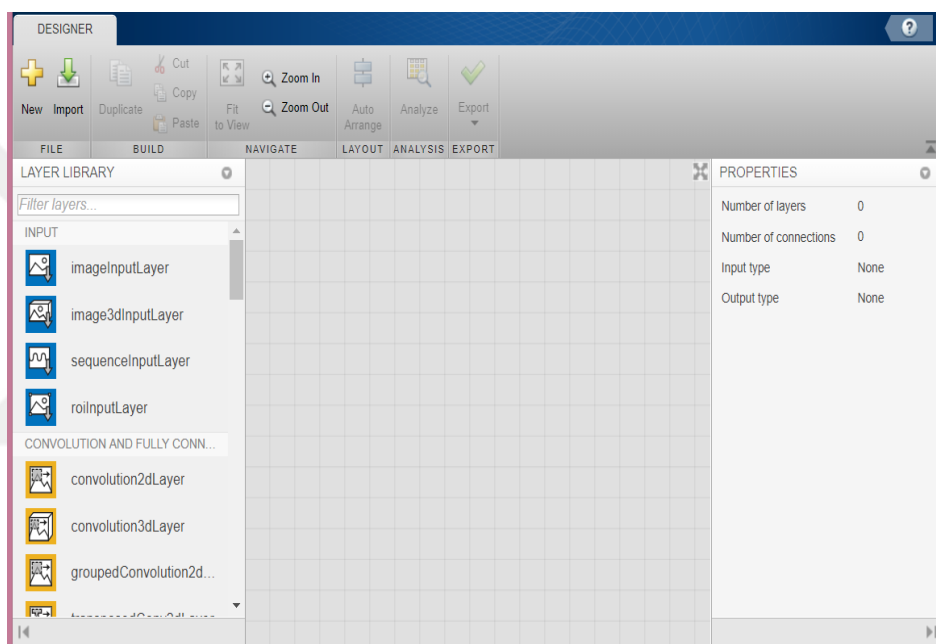 DESIGNER
?
New
Import
Duplicate
Cut
Copy
Paste
Fit
to View
Zoom In
Zoom Out
Auto
Arrange
Analyze
Export
FILE
BUILD
NAVIGATE
LAYOUT
ANALYSIS
EXPORT
LAYER LIBRARY
Filter layers...
INPUT
imageInputLayer
image3dInputLayer
sequenceInputLayer
roiInputLayer
CONVOLUTION AND FULLY CONN...
convolution2dLayer
convolution3dLayer
groupedConvolution2d...
PROPERTIES
Number of layers 0
Number of connections 0
Input type None
Output type None